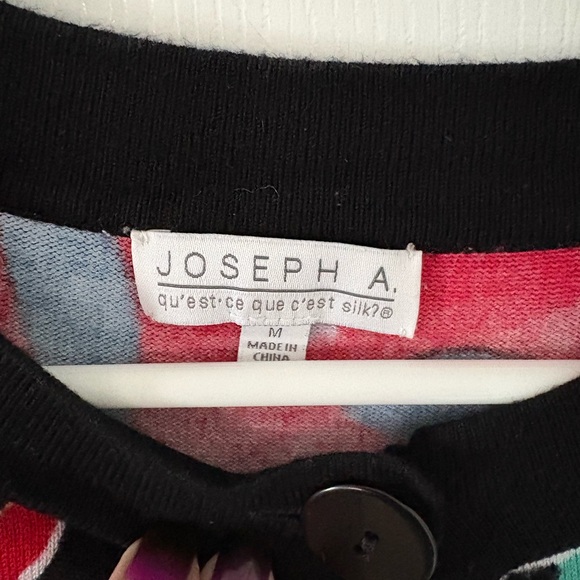 JOSEPH A.
qu'est·ce que c'est silk?®
M
MADE IN
CHINA